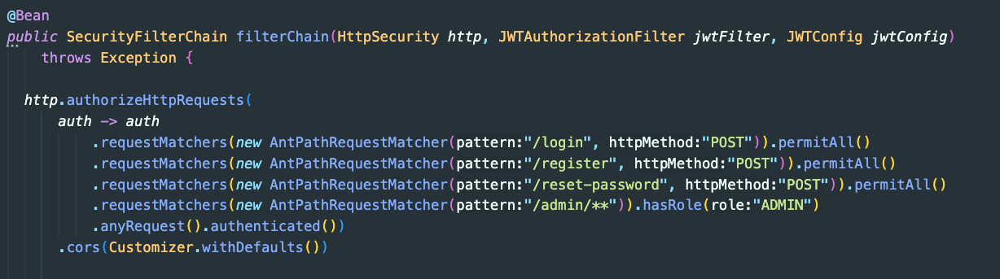 @Bean
public SecurityFilterChain filterChain(HttpSecurity http, JWTAuthorizationFilter jwtFilter, JWTConfig jwtConfig)
throws Exception {
http.authorizeHttpRequests(
auth -> auth
.requestMatchers(new AntPathRequestMatcher(pattern:"/login", httpMethod:"POST")).permitAll()
.requestMatchers(new AntPathRequestMatcher(pattern:"/register", httpMethod:"POST")).permitAll()
.requestMatchers(new AntPathRequestMatcher(pattern:"/reset-password", httpMethod:"POST")).permitAll()
.requestMatchers(new AntPathRequestMatcher(pattern:"/admin/**")).hasRole(role:"ADMIN")
.anyRequest().authenticated())
.cors(Customizer.withDefaults())